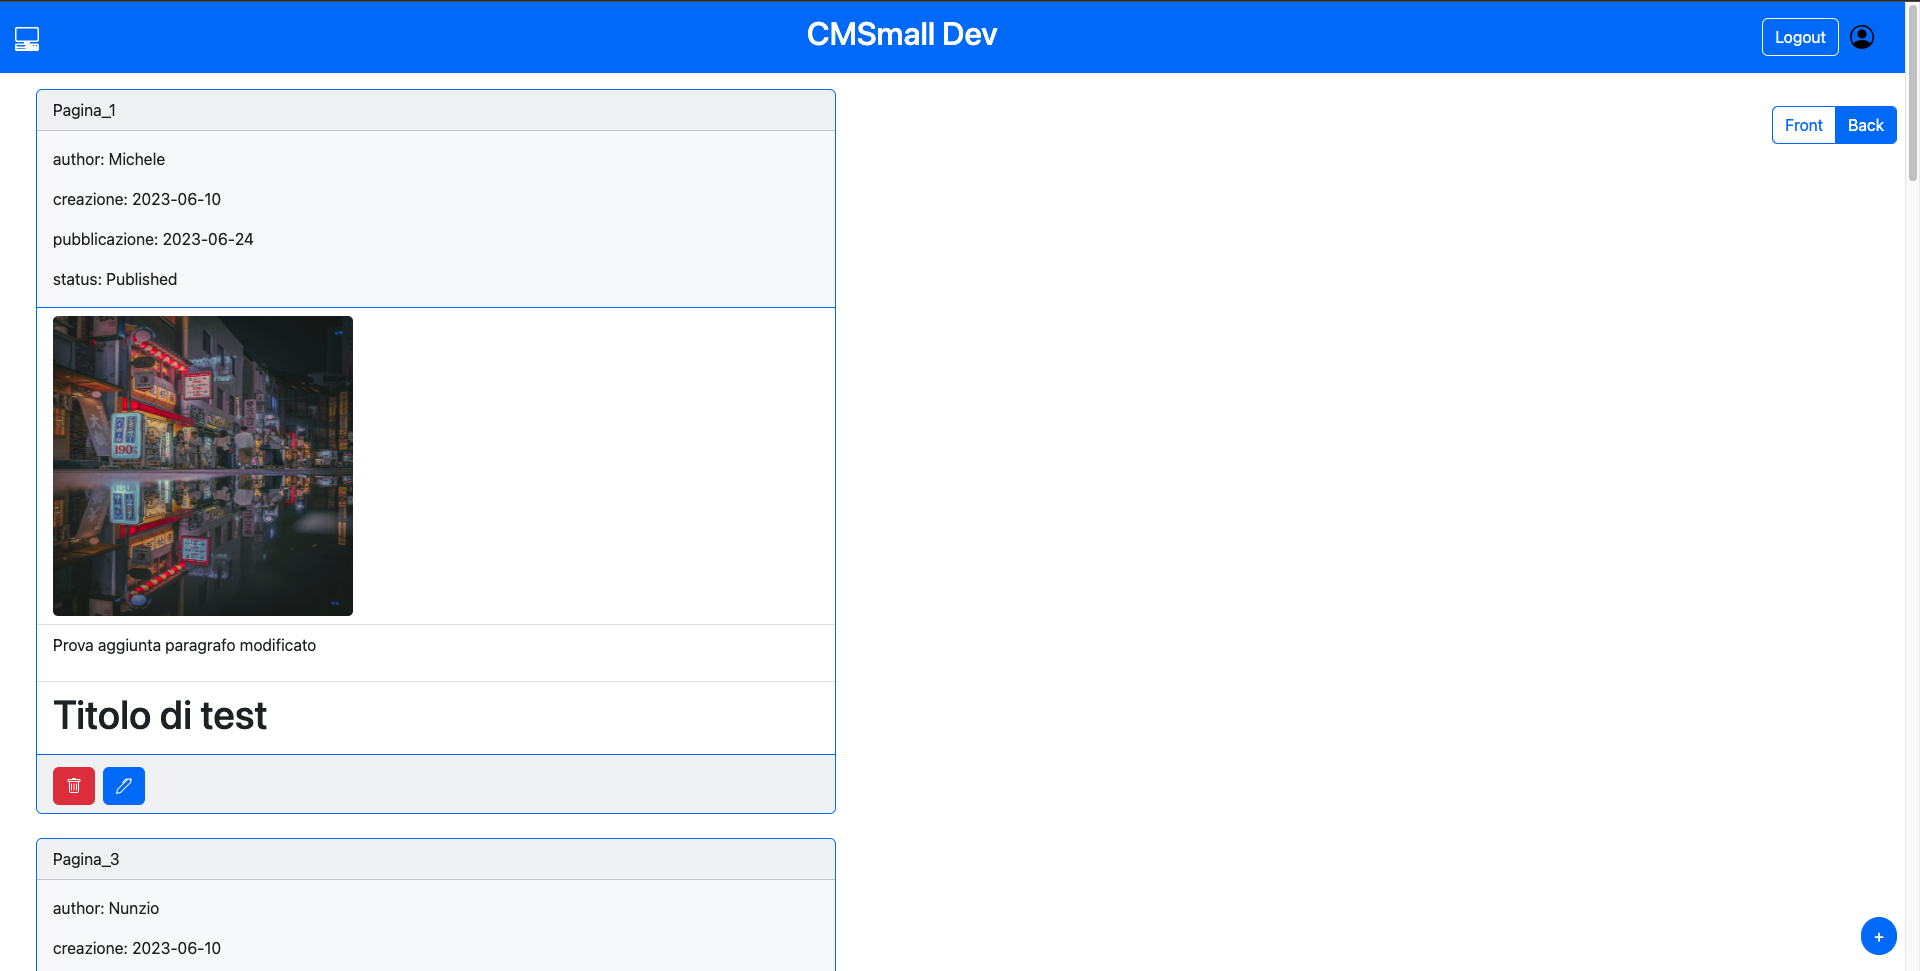 CMSmall Dev
Logout
Front
Back
Pagina_1
author: Michele
creazione: 2023-06-10
pubblicazione: 2023-06-24
status: Published
190
Prova aggiunta paragrafo modificato
Titolo di test
Pagina_3
author: Nunzio
creazione: 2023-06-10
+